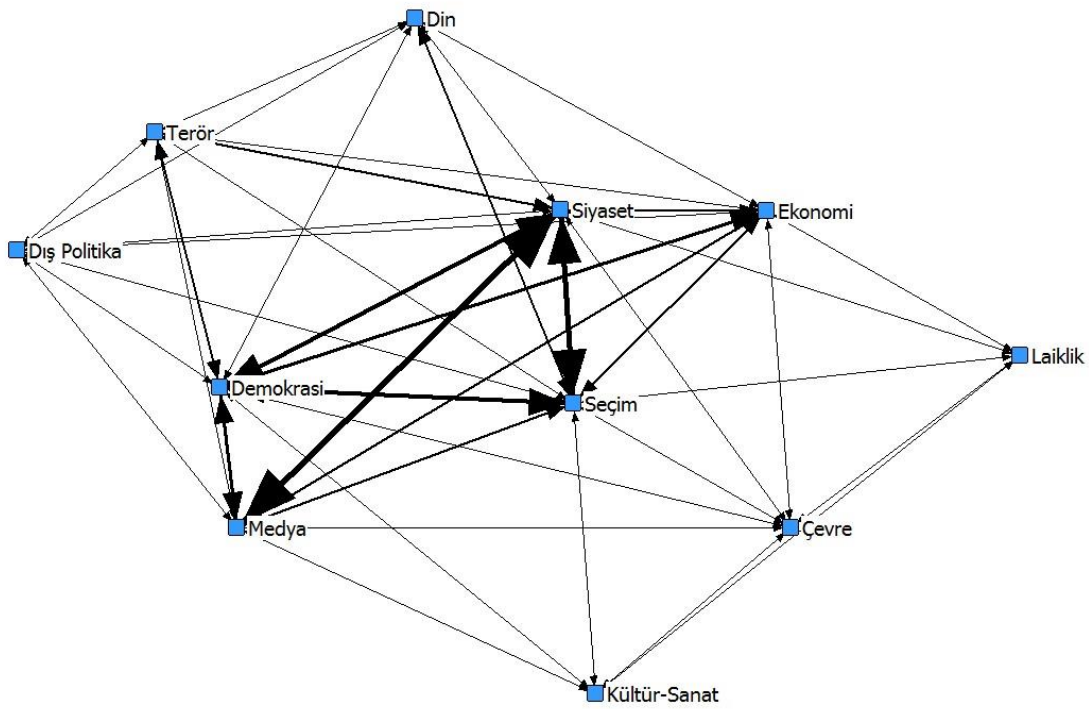 Din
Terör
Siyaset
Ekonomi
Dış Politika
Laiklik
Demokrasi
Seçim
Medya
Çevre
Kültür-Sanat